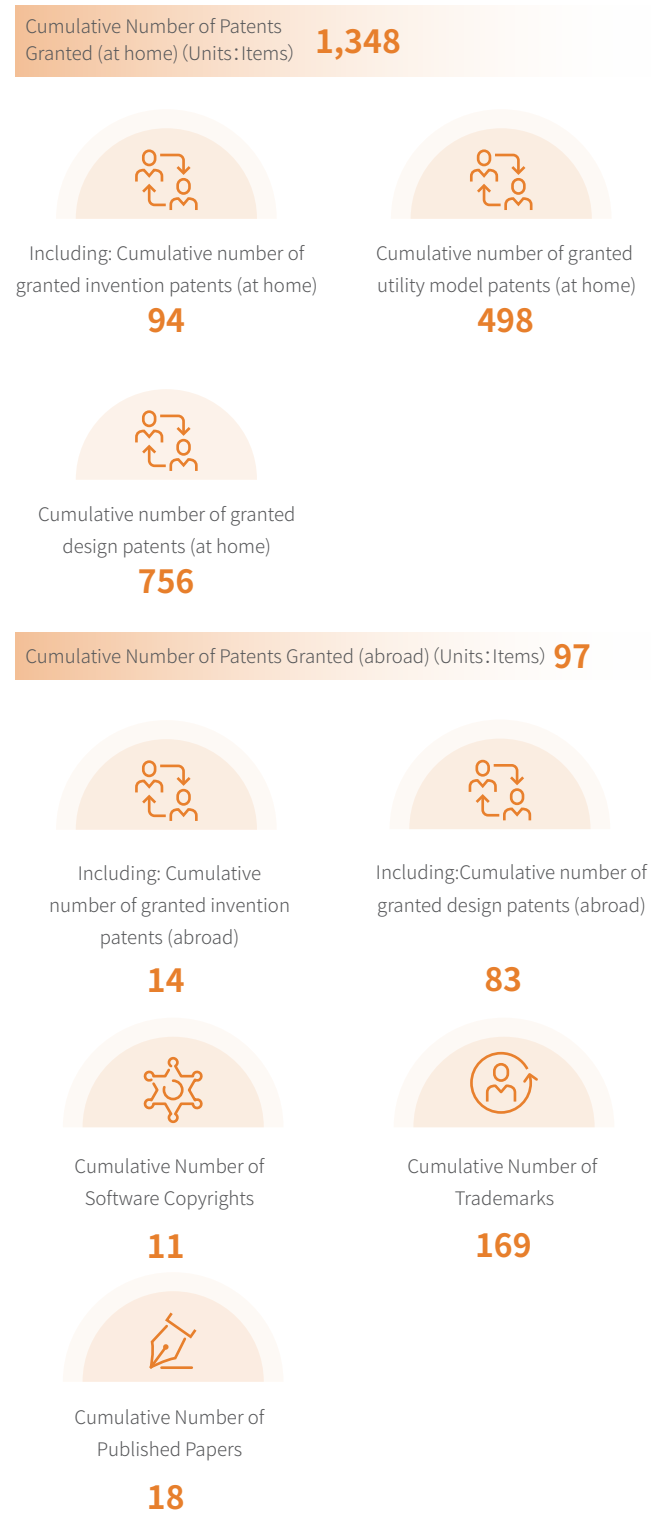 Cumulative Number of Patents
Granted (at home)（Units：Items） 1,348
Including: Cumulative number of
granted invention patents (at home)
94
Cumulative number of granted
utility model patents (at home)
498
Cumulative number of granted
design patents (at home)
756
Cumulative Number of Patents Granted (abroad)（Units：Items） 97
Including: Cumulative
number of granted invention
patents (abroad)
14
Including:Cumulative number of
granted design patents (abroad)
83
Cumulative Number of
Software Copyrights
11
Cumulative Number of
Trademarks
169
Cumulative Number of
Published Papers
18